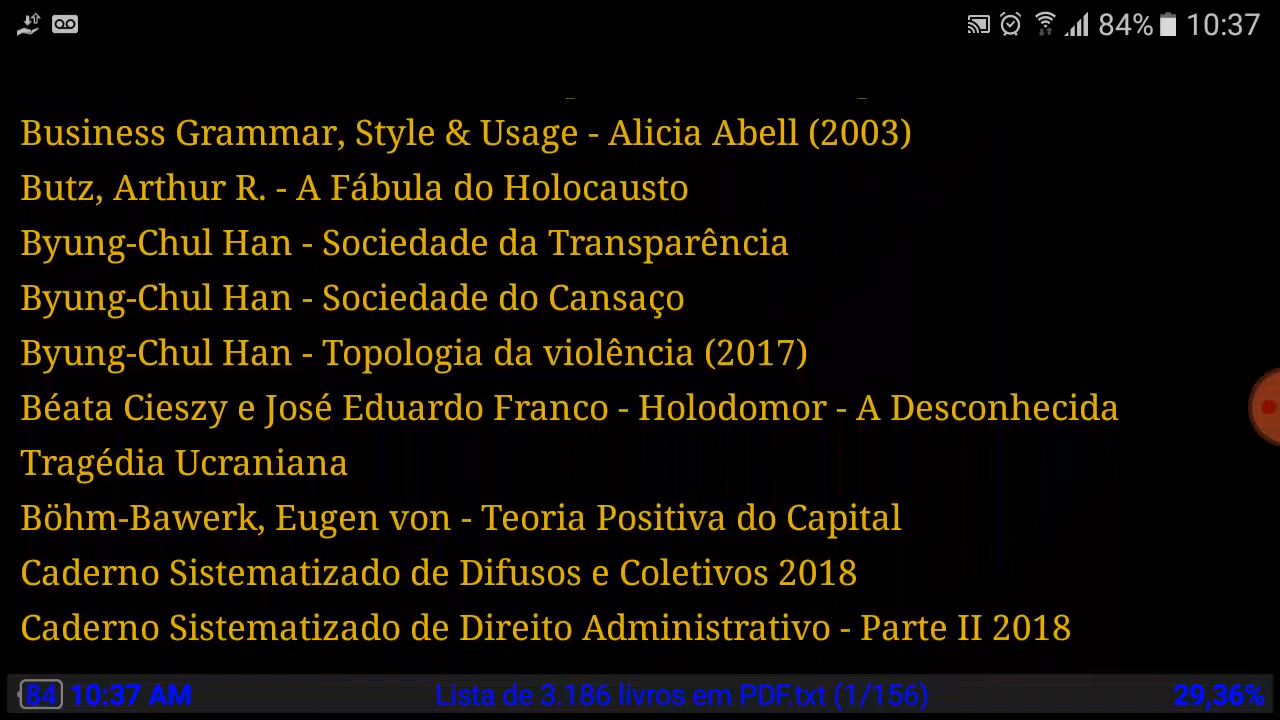 84% 10:37
Business Grammar, Style & Usage - Alicia Abell (2003)
Butz, Arthur R. - A Fábula do Holocausto
Byung-Chul Han - Sociedade da Transparência
Byung-Chul Han - Sociedade do Cansaço
Byung-Chul Han - Topologia da violência (2017)
Béata Cieszy e José Eduardo Franco - Holodomor - A Desconhecida
Tragédia Ucraniana
Böhm-Bawerk, Eugen von - Teoria Positiva do Capital
Caderno Sistematizado de Difusos e Coletivos 2018
Caderno Sistematizado de Direito Administrativo - Parte II 2018
84 10:37 AM Lista de 3.186 livros em PDF.txt (1/156) 29,36%